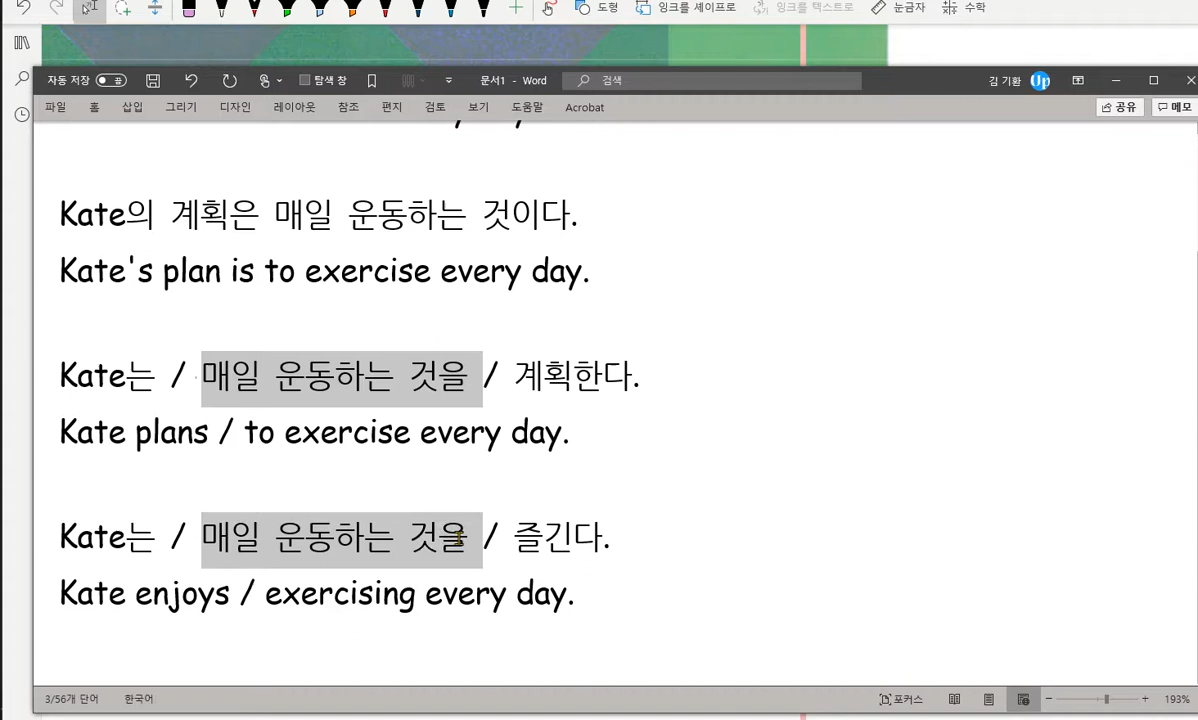 도형 잉크를 셰이프로 잉크를 텍스트로 눈금자 수학
자동 저장 탐색 창 문서1 - Word 검색 김 기환 Up
파일 홈 삽입 그리기 디자인 레이아웃 참조 편지 검토 보기 도움말 Acrobat 공유 메모
Kate의 계획은 매일 운동하는 것이다.
Kate's plan is to exercise every day.
Kate는 / 매일 운동하는 것을 / 계획한다.
Kate plans / to exercise every day.
Kate는 / 매일 운동하는 것을 / 즐긴다.
Kate enjoys / exercising every day.
3/56개 단어 한국어 포커스 193%